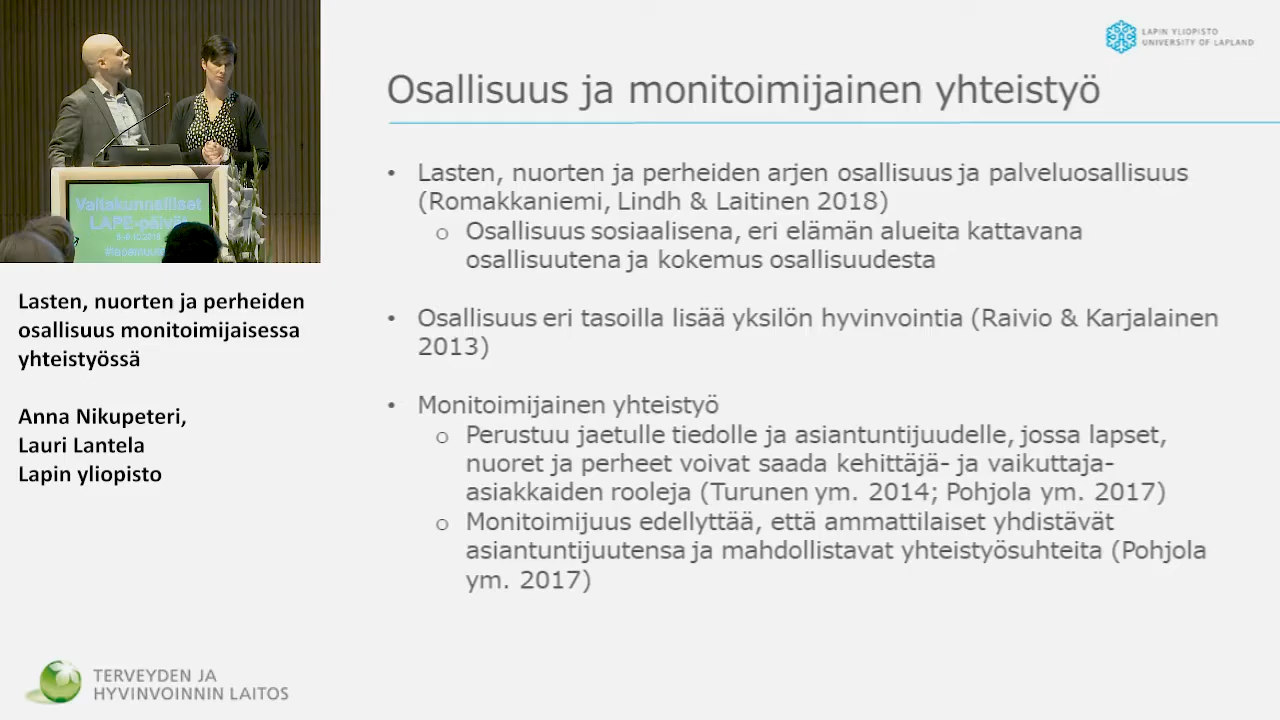 LAPIN YLIOPISTO
UNIVERSITY OF LAPLAND
Osallisuus ja monitoimijainen yhteistyö
• Lasten, nuorten ja perheiden arjen osallisuus ja palveluosallisuus
(Romakkaniemi, Lindh & Laitinen 2018)
o Osallisuus sosiaalisena, eri elämän alueita kattavana
osallisuutena ja kokemus osallisuudesta
• Osallisuus eri tasoilla lisää yksilön hyvinvointia (Raivio & Karjalainen
2013)
• Monitoimijainen yhteistyö
o Perustuu jaetulle tiedolle ja asiantuntijuudelle, jossa lapset,
nuoret ja perheet voivat saada kehittäjä- ja vaikuttaja-
asiakkaiden rooleja (Turunen ym. 2014; Pohjola ym. 2017)
o Monitoimijuus edellyttää, että ammattilaiset yhdistävät
asiantuntijuutensa ja mahdollistavat yhteistyösuhteita (Pohjola
ym. 2017)
Valtakunnalliset
LAPE-päivät
Lasten, nuorten ja perheiden
osallisuus monitoimijaisessa
yhteistyössä
Anna Nikupeteri,
Lauri Lantela
Lapin yliopisto
TERVEYDEN JA
HYVINVOINNIN LAITOS